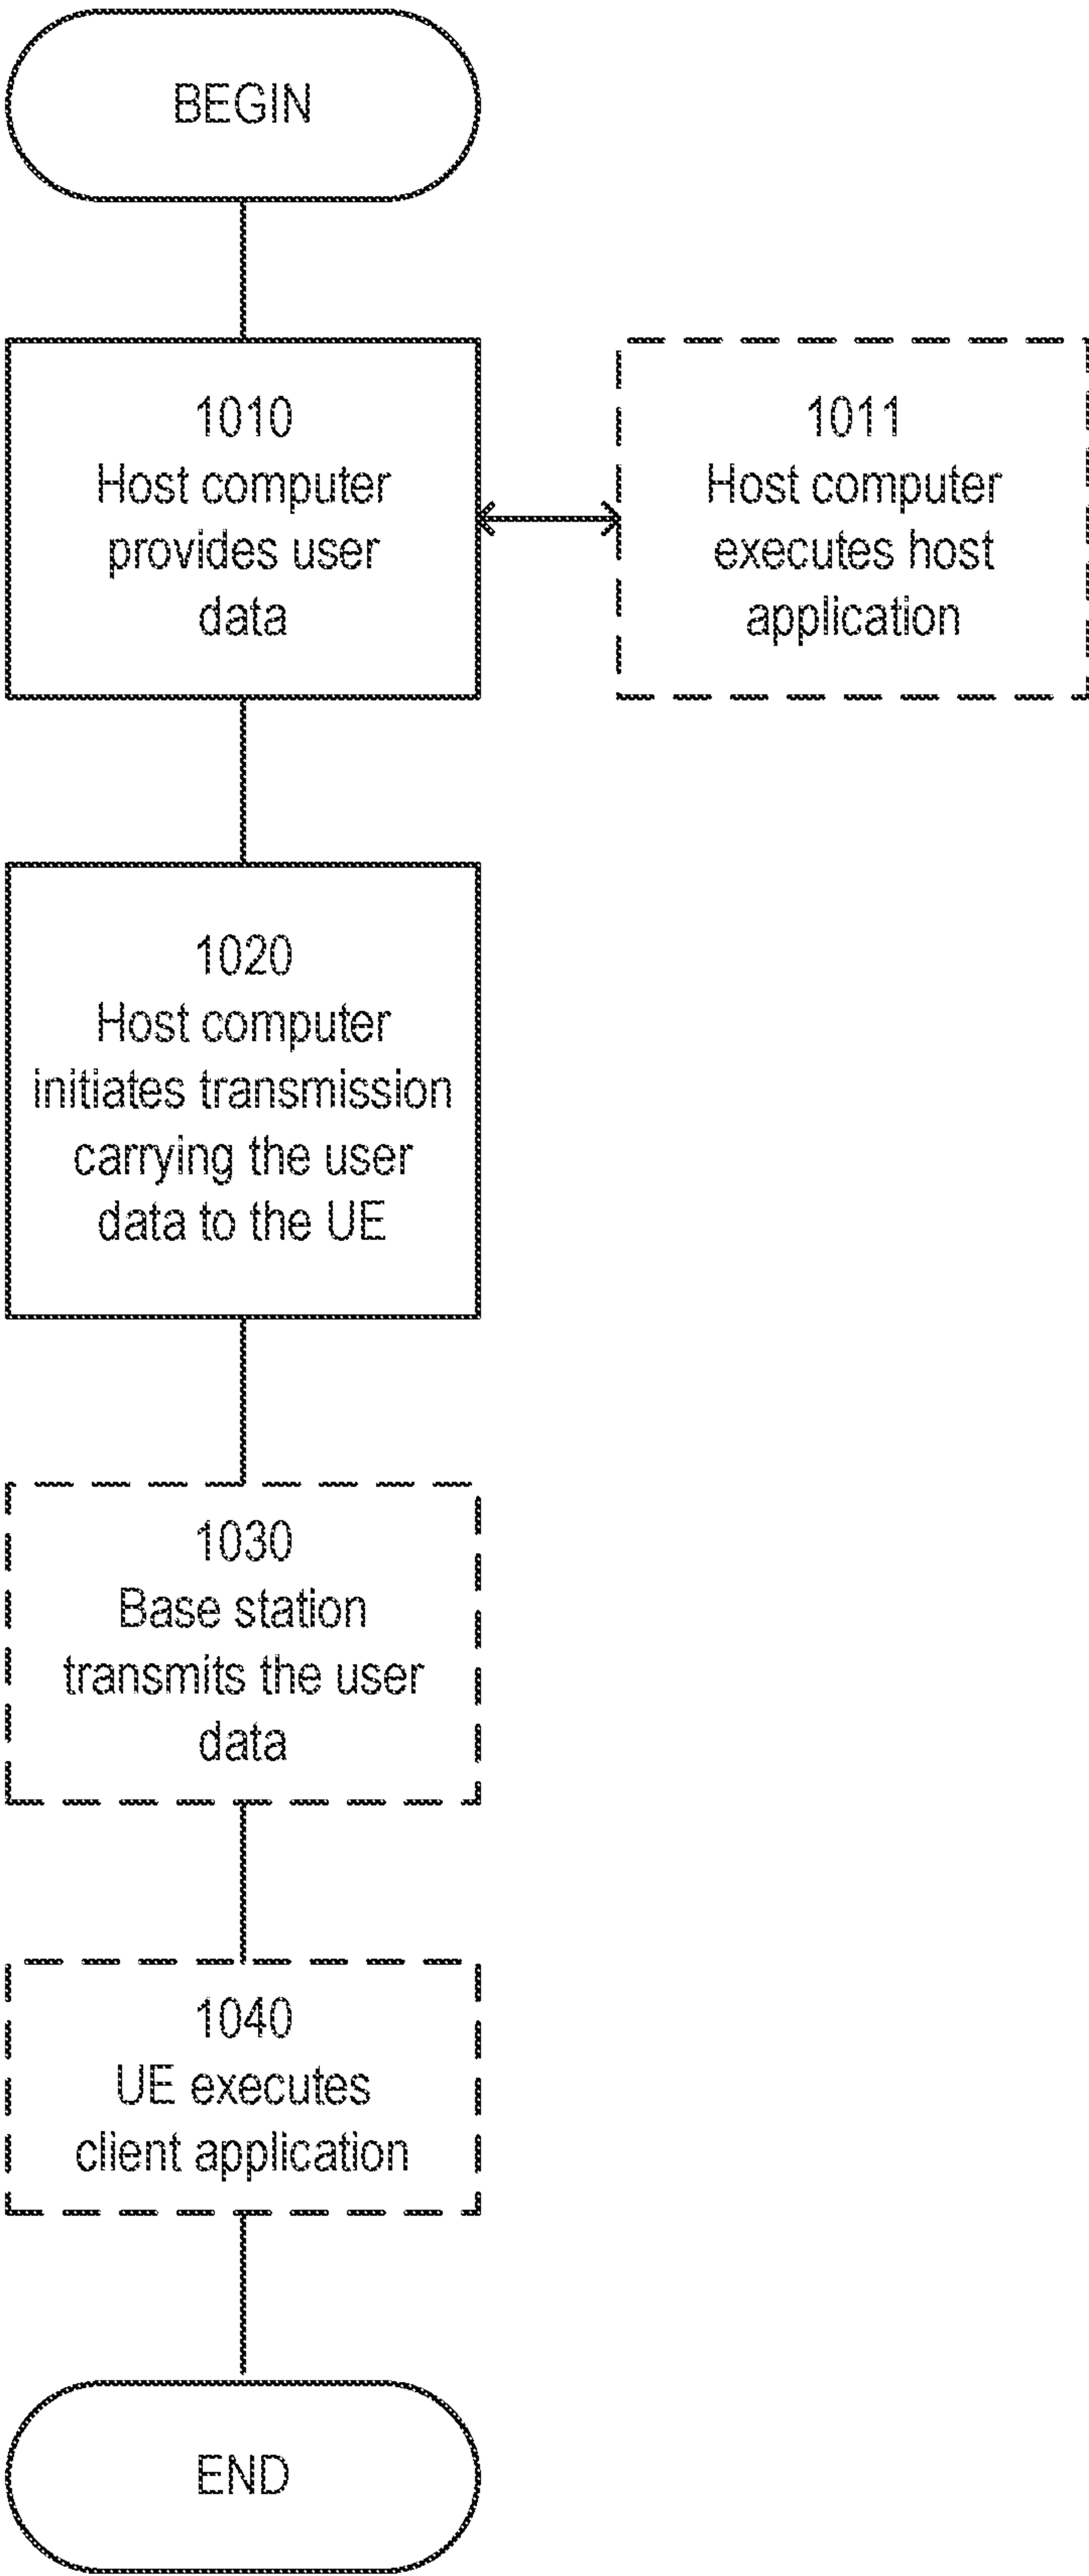 BEGIN
1010
Host computer
provides user
data
1011
Host computer
executes host
application
1020
Host computer
initiates transmission
carrying the user
data to the UE
1030
Base station
transmits the user
data
1040
UE executes
client application
END